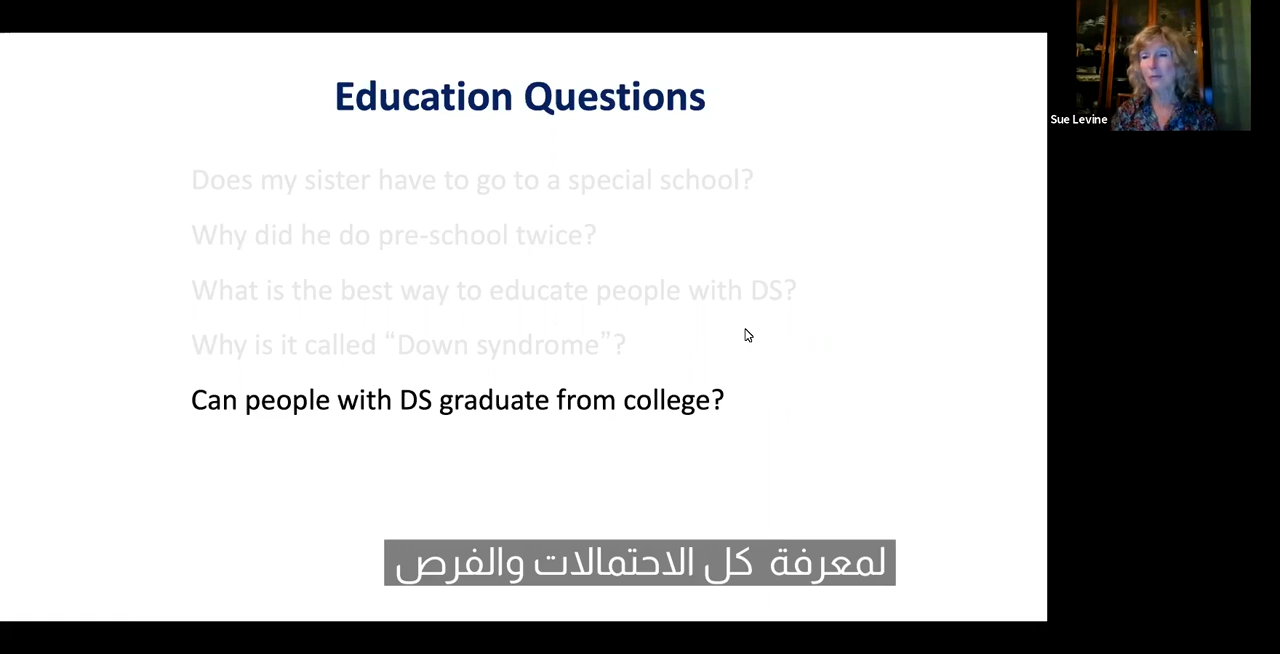 Education Questions
Does my sister have to go to a special school?
Why did he do pre-school twice?
What is the best way to educate people with DS?
Why is it called “Down syndrome”?
Can people with DS graduate from college?
لمعرفة كل الاحتمالات والفرص
Sue Levine